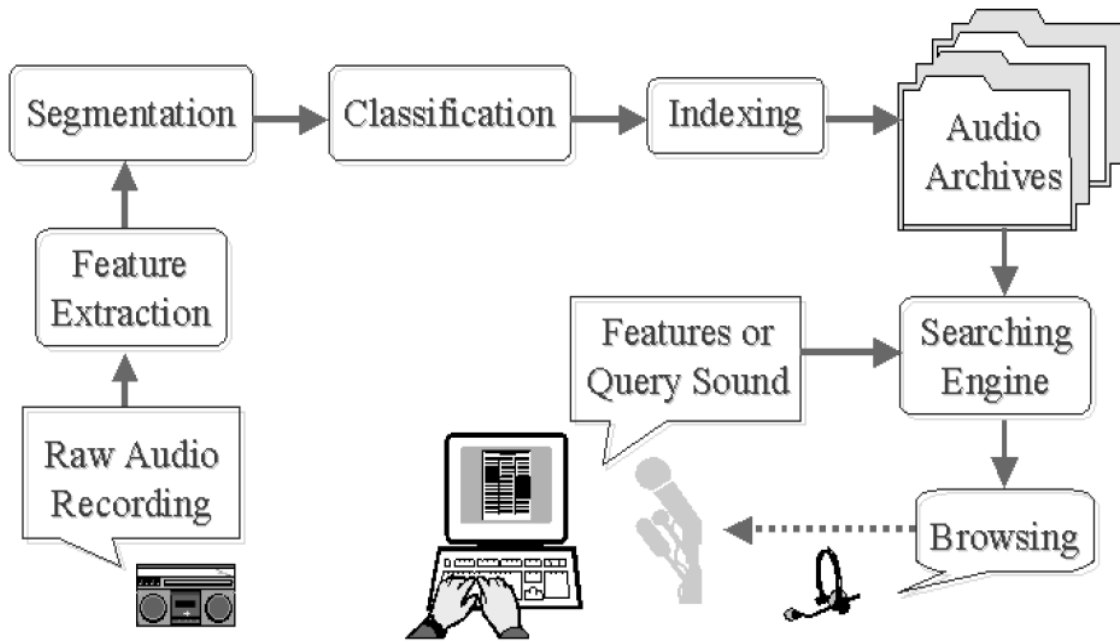 Segmentation
Classification
Indexing
Audio
Archives
Feature
Extraction
Features or
Query Sound
Searching
Engine
Raw Audio
Recording
Browsing